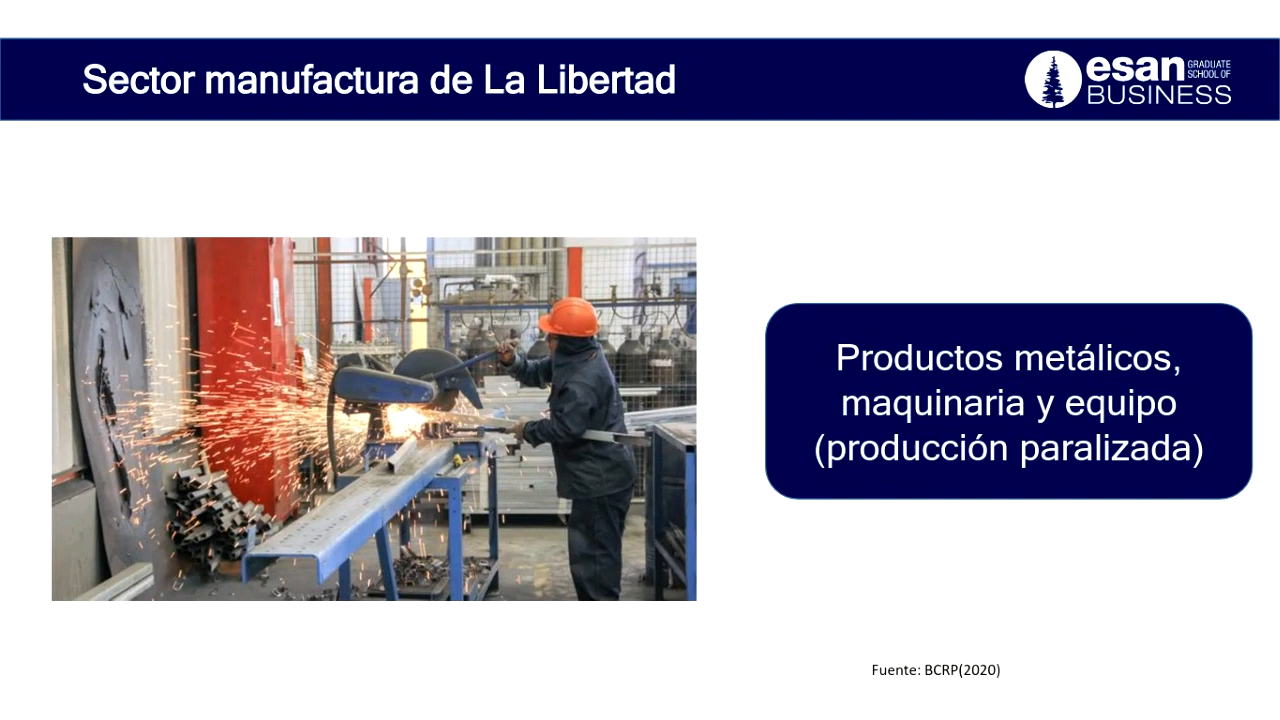 Sector manufactura de La Libertad
esan GRADUATE
SCHOOL OF
BUSINESS
Productos metálicos,
maquinaria y equipo
(producción paralizada)
Fuente: BCRP(2020)